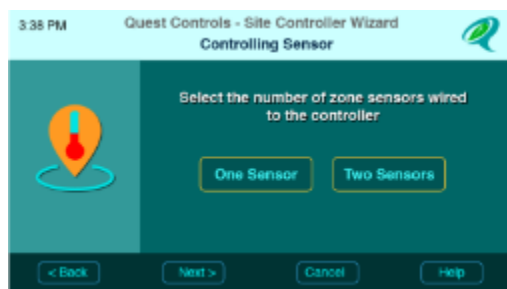 3:38 PM
Quest Controls - Site Controller Wizard
Controlling Sensor
Select the number of zone sensors wired
to the controller
One Sensor
Two Sensors
< Back
Next >
Cancel
Help